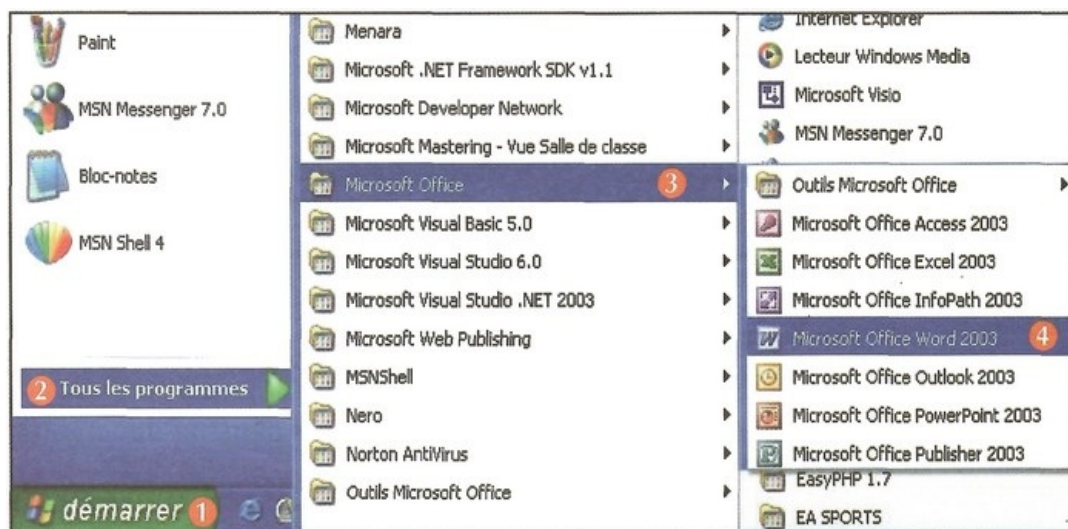 Paint
MSN Messenger 7.0
Bloc-notes
MSN Shell 4
2 Tous les programmes
démarrer 1
Menara
Microsoft .NET Framework SDK v1.1
Microsoft Developer Network
Microsoft Mastering - Vue Salle de classe
Microsoft Office 3
Microsoft Visual Basic 5.0
Microsoft Visual Studio 6.0
Microsoft Visual Studio .NET 2003
Microsoft Web Publishing
MSNShell
Nero
Norton AntiVirus
Outils Microsoft Office
Internet Explorer
Lecteur Windows Media
Microsoft Visio
MSN Messenger 7.0
Outils Microsoft Office
Microsoft Office Access 2003
Microsoft Office Excel 2003
Microsoft Office InfoPath 2003
Microsoft Office Word 2003 4
Microsoft Office Outlook 2003
Microsoft Office PowerPoint 2003
Microsoft Office Publisher 2003
EasyPHP 1.7
EA SPORTS